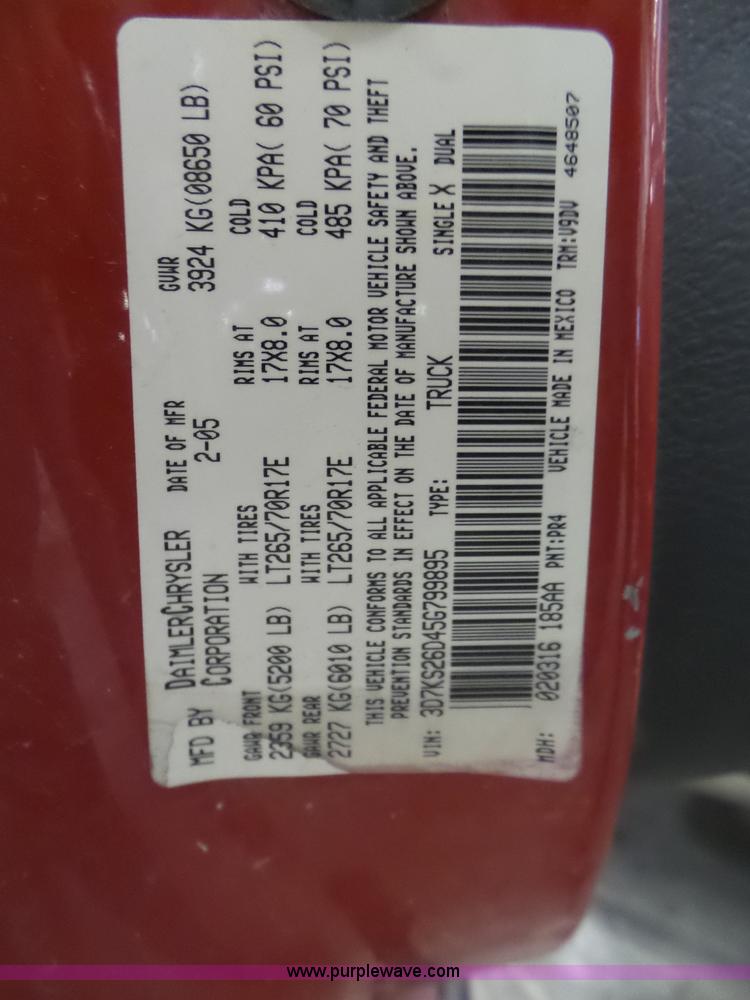 MFD BY DAIMLERCHRYSLER CORPORATION
DATE OF MFR 2-05
GVWR 3924 KG(08650 LB)
GAWR FRONT WITH TIRES RIMS AT COLD
2359 KG(5200 LB) LT265/70R17E 17X8.0 410 KPA( 60 PSI)
GAWR REAR WITH TIRES RIMS AT COLD
2727 KG(6010 LB) LT265/70R17E 17X8.0 485 KPA( 70 PSI)
THIS VEHICLE CONFORMS TO ALL APPLICABLE FEDERAL MOTOR VEHICLE SAFETY AND THEFT
PREVENTION STANDARDS IN EFFECT ON THE DATE OF MANUFACTURE SHOWN ABOVE.
VIN: 3D7KS26D45G799895 TYPE: TRUCK SINGLE X DUAL
MDH: 020316 185AA PNT:PR4 VEHICLE MADE IN MEXICO TRM:V9DV 4648507
www.purplewave.com